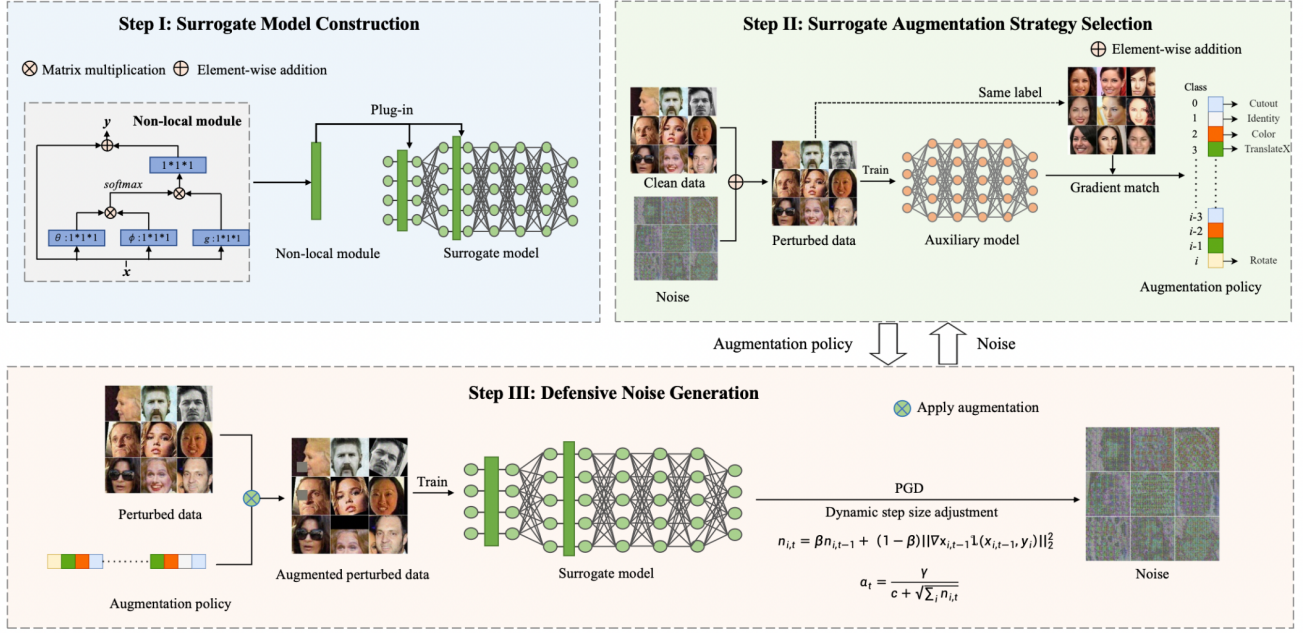 Step I: Surrogate Model Construction
Matrix multiplication
Element-wise addition
y
Non-local module
1*1*1
softmax
θ : 1*1*1
ϕ : 1*1*1
g : 1*1*1
x
Plug-in
Non-local module
Surrogate model
Step II: Surrogate Augmentation Strategy Selection
Element-wise addition
Same label
Clean data
Noise
Perturbed data
Train
Auxiliary model
Gradient match
Class
0 Cutout
1 Identity
2 Color
3 TranslateX
i-3
i-2
i-1
i Rotate
Augmentation policy
Augmentation policy
Noise
Step III: Defensive Noise Generation
Apply augmentation
Perturbed data
Augmentation policy
Augmented perturbed data
Train
Surrogate model
PGD
Dynamic step size adjustment
n_{i,t} = βn_{i,t−1} + (1 − β)||∇x_{i,t−1} 𝟙(x_{i,t−1}, y_i)||_2^2
α_t = γ / (c + √∑_i n_{i,t})
Noise